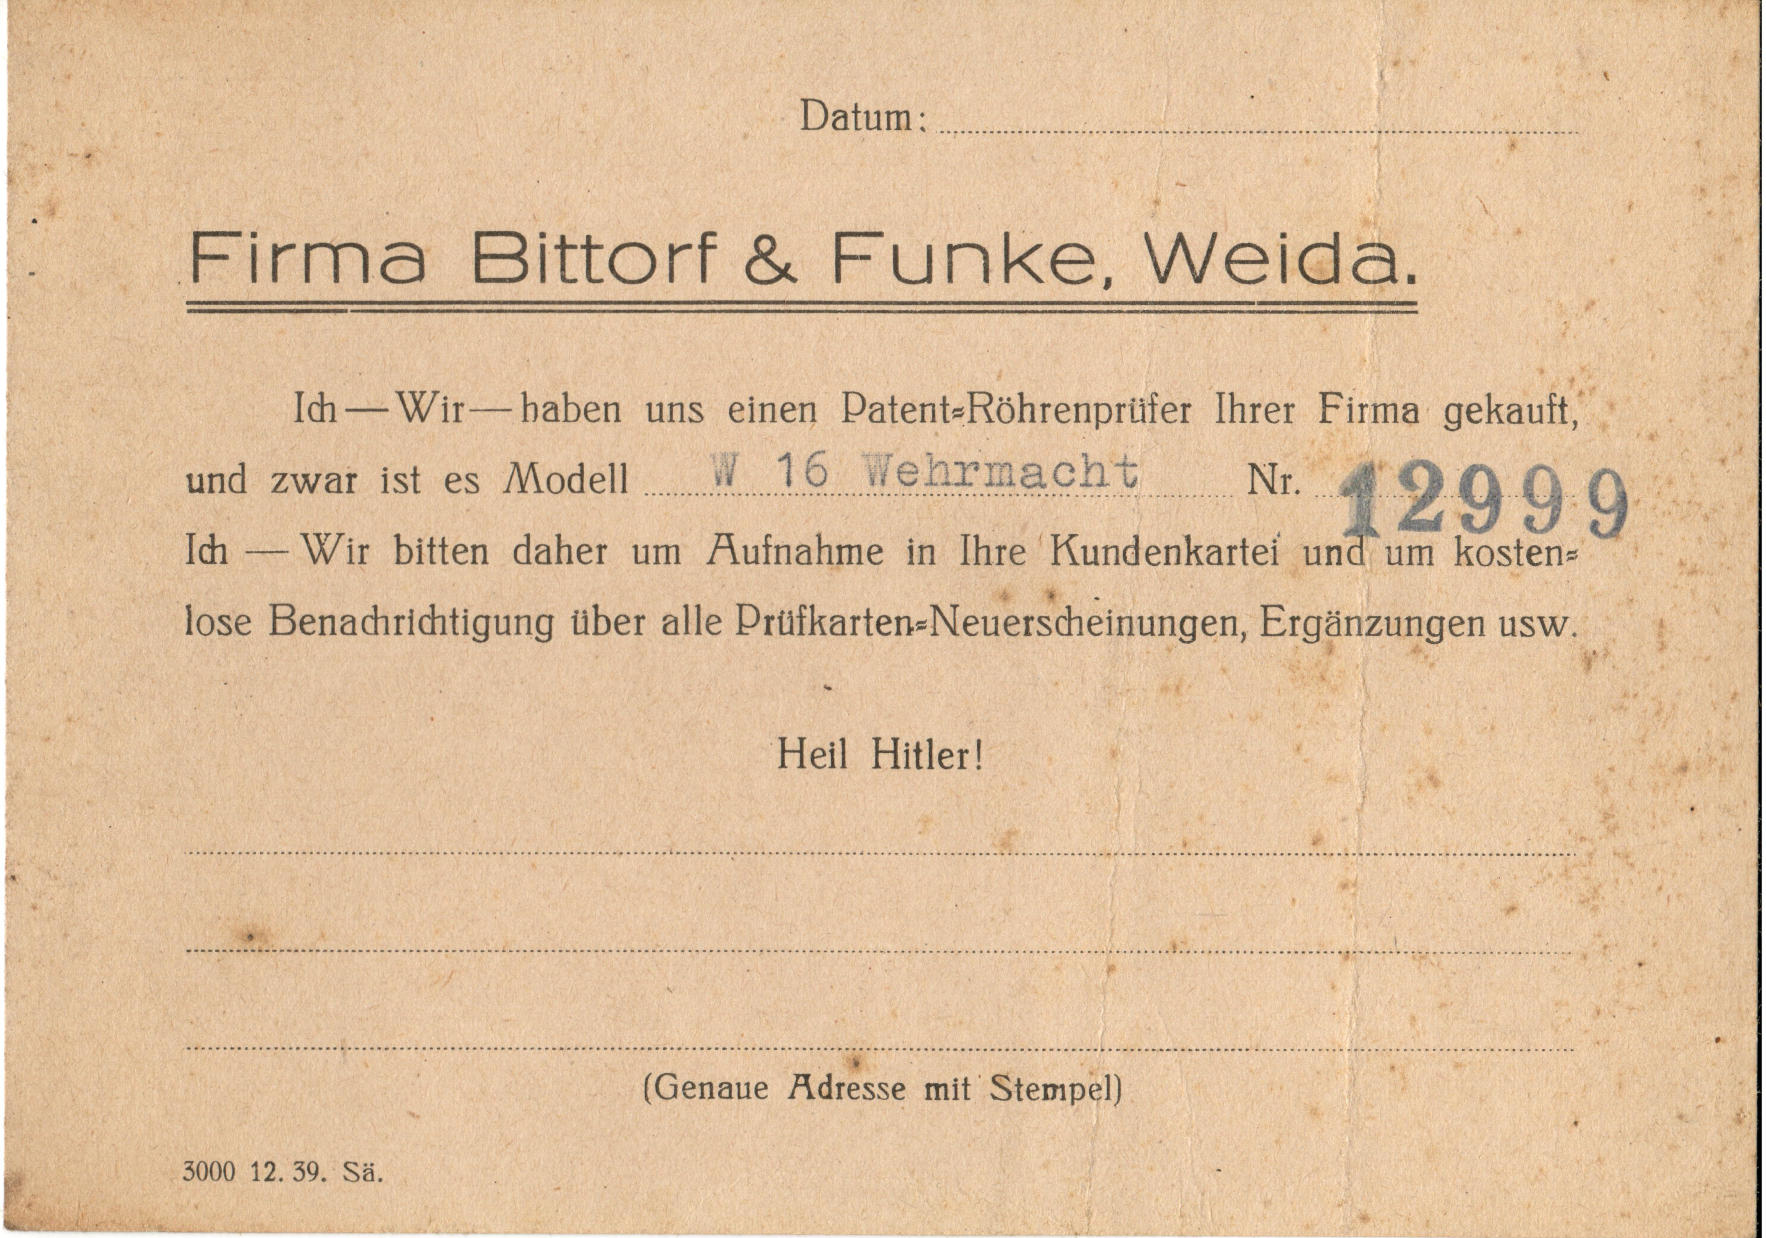 Datum:
Firma Bittorf & Funke, Weida.
Ich — Wir — haben uns einen Patent=Röhrenprüfer Ihrer Firma gekauft,
und zwar ist es Modell W 16 Wehrmacht Nr. 12999
Ich — Wir bitten daher um Aufnahme in Ihre Kundenkartei und um kosten=
lose Benachrichtigung über alle Prüfkarten=Neuerscheinungen, Ergänzungen usw.
Heil Hitler!
(Genaue Adresse mit Stempel)
3000 12. 39. Sä.